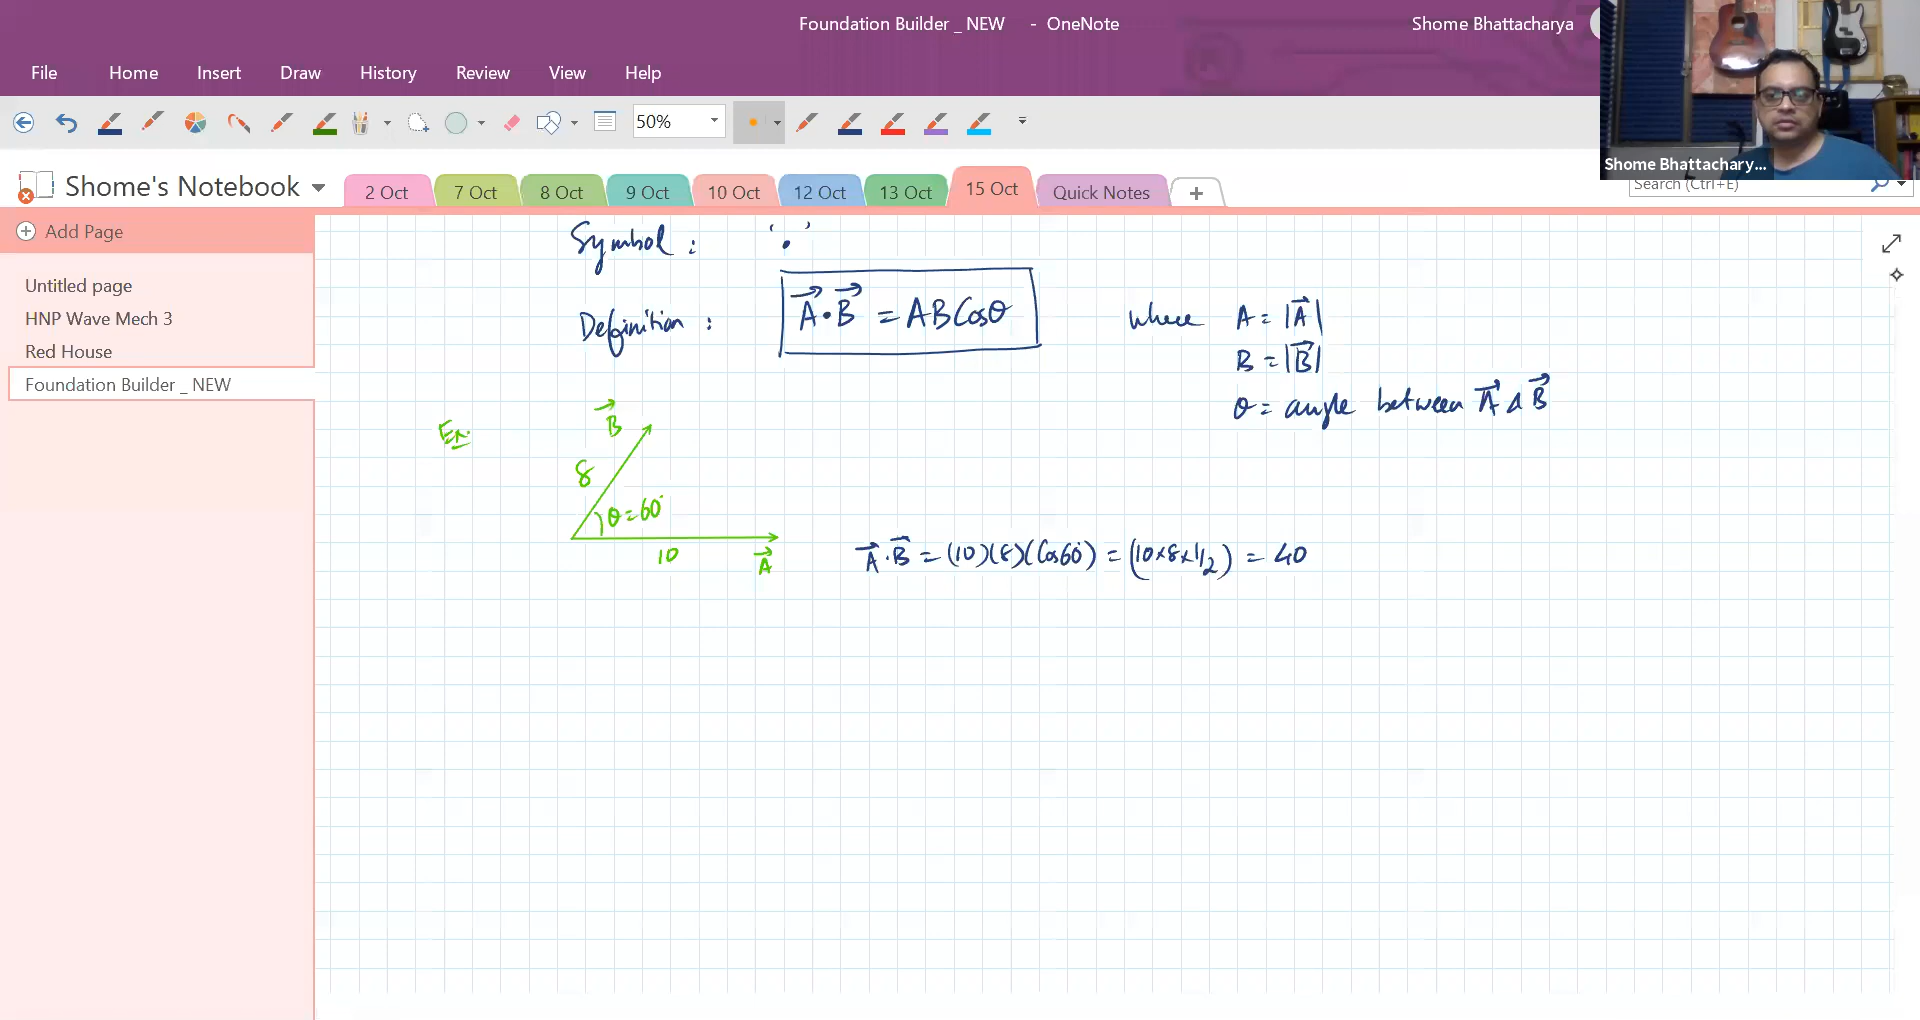 Foundation Builder _ NEW - OneNote
Shome Bhattacharya
File Home Insert Draw History Review View Help
50%
Shome Bhattachary...
Shome's Notebook
2 Oct 7 Oct 8 Oct 9 Oct 10 Oct 12 Oct 13 Oct 15 Oct Quick Notes +
Search (Ctrl+E)
Add Page
Untitled page
HNP Wave Mech 3
Red House
Foundation Builder _ NEW
Symbol : '•'
Definition : A⃗ • B⃗ = AB Cosθ
where A = |A⃗|
B = |B⃗|
θ = angle between A⃗ & B⃗
Ex.
B⃗
8
θ = 60°
10
A⃗
A⃗ . B⃗ = (10)(8)(Cos60°) = (10×8×1/2) = 40